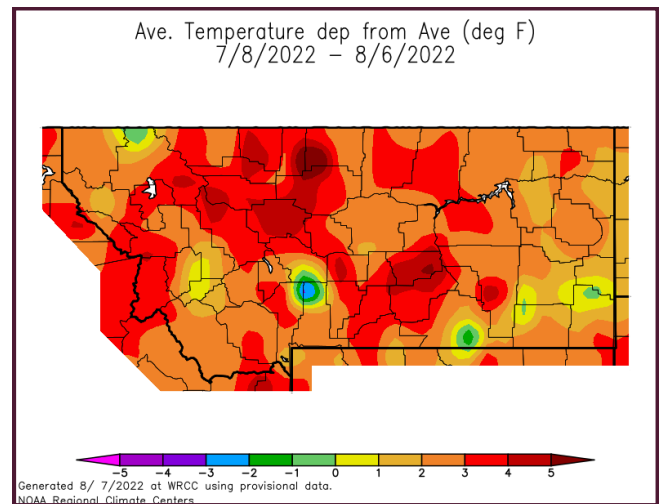 Ave. Temperature dep from Ave (deg F)
7/8/2022 – 8/6/2022
-5 -4 -3 -2 -1 0 1 2 3 4 5
Generated 8/ 7/2022 at WRCC using provisional data.
NOAA Regional Climate Centers